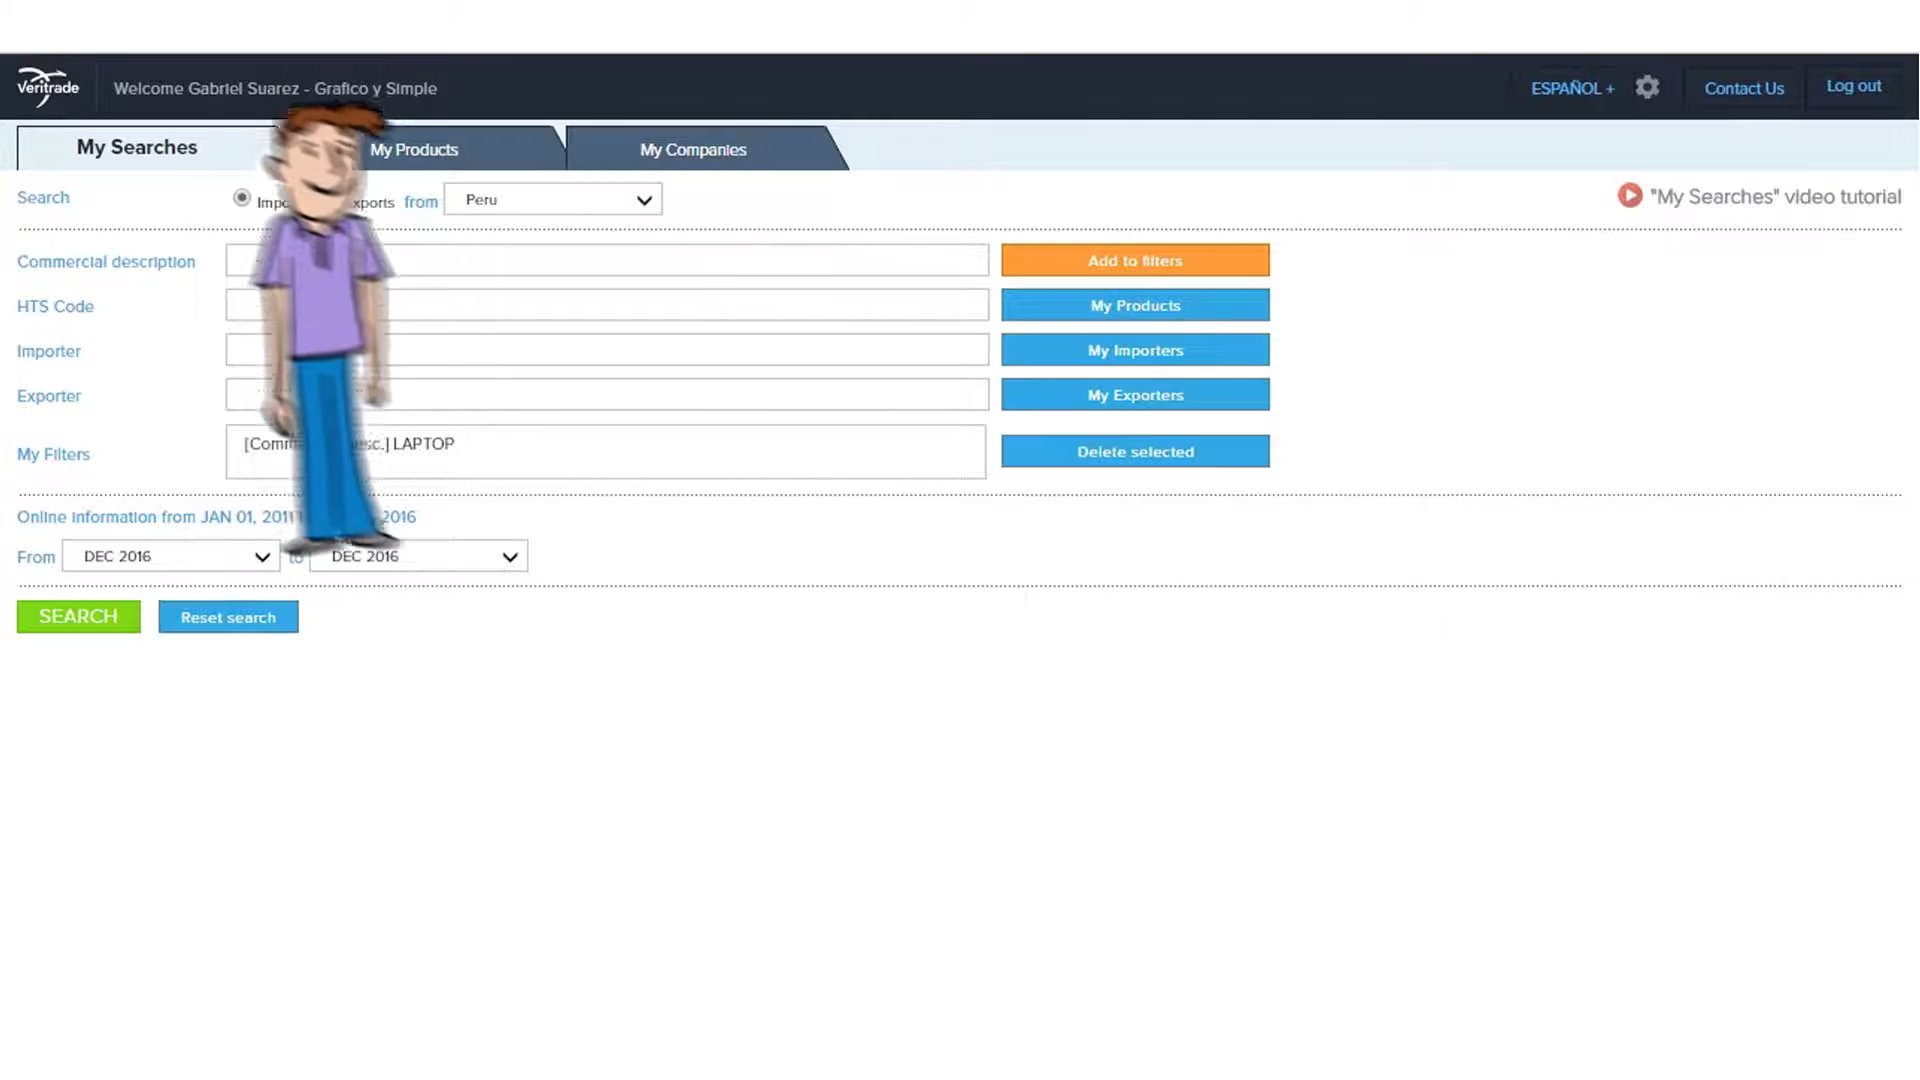 Veritrade
Welcome Gabriel Suarez - Grafico y Simple
ESPAÑOL +
Contact Us
Log out
My Searches
My Products
My Companies
Search
from
Peru
"My Searches" video tutorial
Commercial description
Add to filters
HTS Code
My Products
Importer
My Importers
Exporter
My Exporters
My Filters
LAPTOP
Delete selected
Online information from JAN 01, 2016
From DEC 2016 to DEC 2016
SEARCH
Reset search